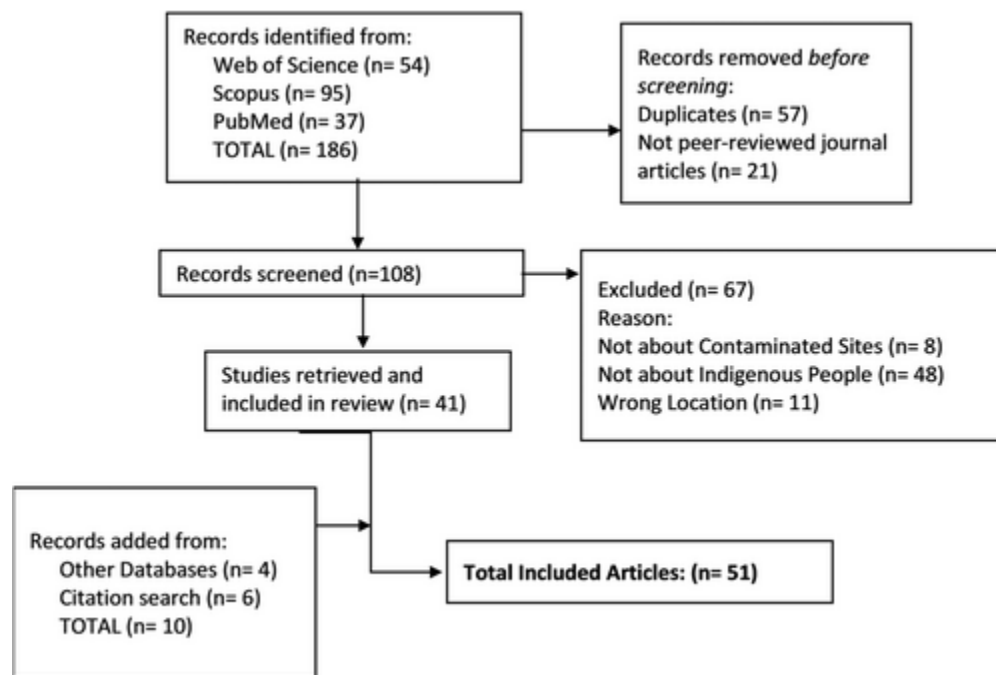 Records identified from:
Web of Science (n= 54)
Scopus (n= 95)
PubMed (n= 37)
TOTAL (n= 186)
Records removed before
screening:
Duplicates (n= 57)
Not peer-reviewed journal
articles (n= 21)
Records screened (n=108)
Excluded (n= 67)
Reason:
Not about Contaminated Sites (n= 8)
Not about Indigenous People (n= 48)
Wrong Location (n= 11)
Studies retrieved and
included in review (n= 41)
Records added from:
Other Databases (n= 4)
Citation search (n= 6)
TOTAL (n= 10)
Total Included Articles: (n= 51)